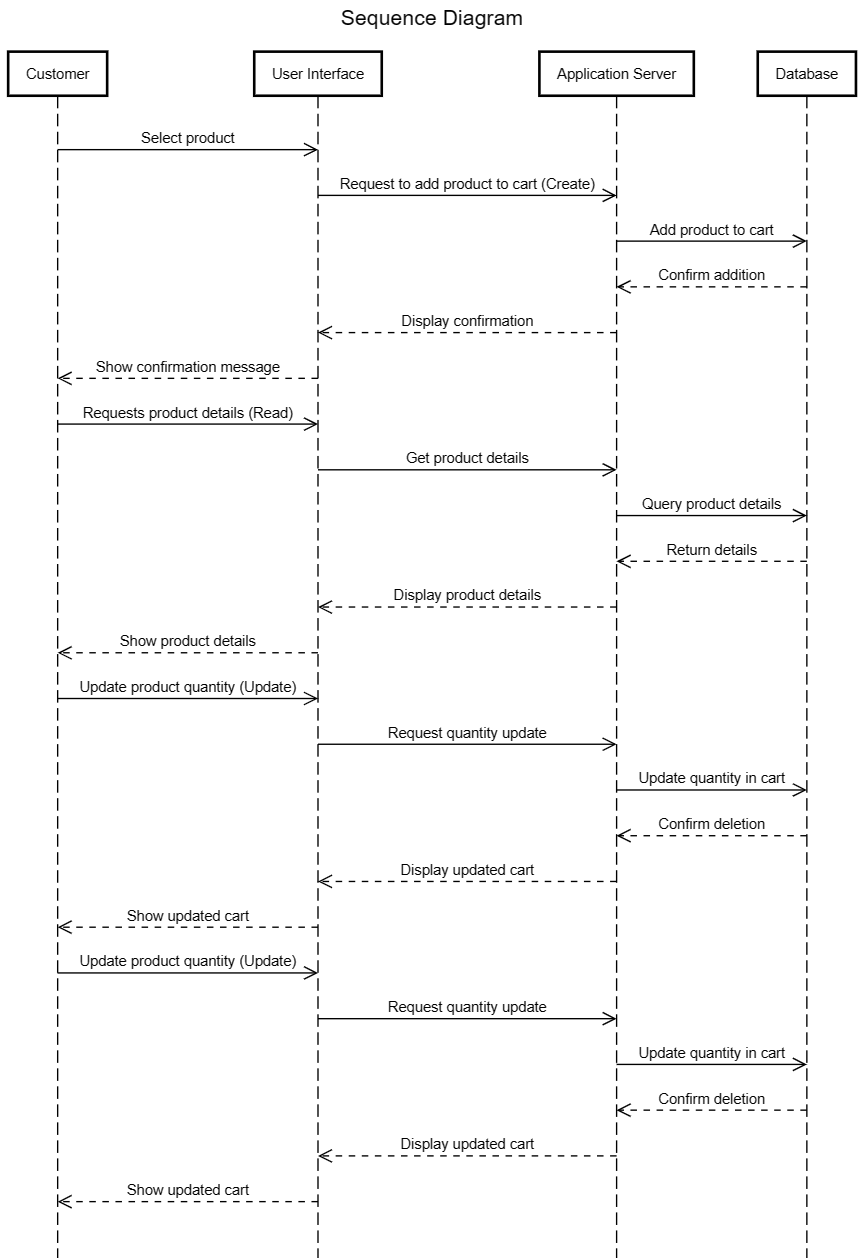 Sequence Diagram
Customer
User Interface
Application Server
Database
Select product
Request to add product to cart (Create)
Add product to cart
Confirm addition
Display confirmation
Show confirmation message
Requests product details (Read)
Get product details
Query product details
Return details
Display product details
Show product details
Update product quantity (Update)
Request quantity update
Update quantity in cart
Confirm deletion
Display updated cart
Show updated cart
Update product quantity (Update)
Request quantity update
Update quantity in cart
Confirm deletion
Display updated cart
Show updated cart